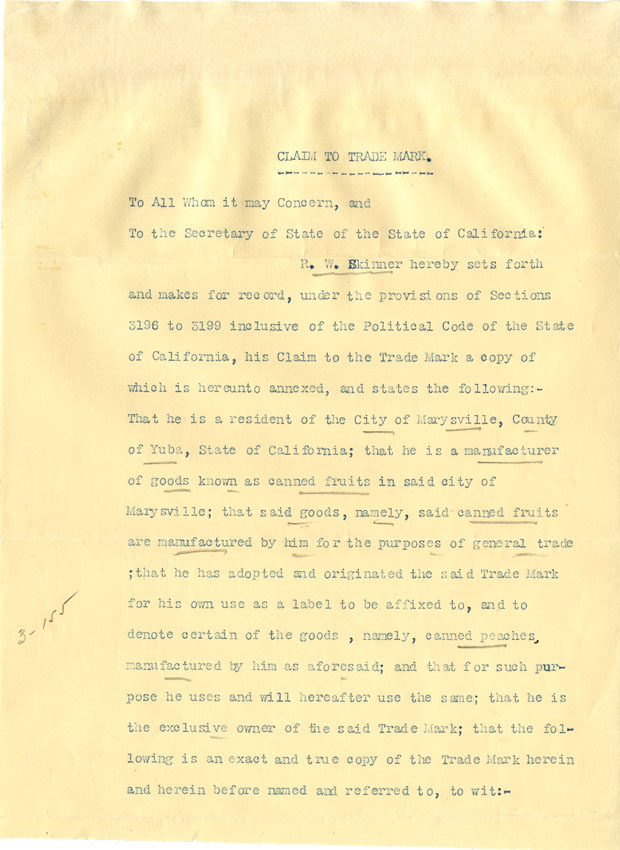 CLAIM TO TRADE MARK.
To All Whom it may Concern, and
To the Secretary of State of the State of California:
R. W. Skinner hereby sets forth
and makes for record, under the provisions of Sections
3196 to 3199 inclusive of the Political Code of the State
of California, his Claim to the Trade Mark a copy of
which is hereunto annexed, and states the following:-
That he is a resident of the City of Marysville, County
of Yuba, State of California; that he is a manufacturer
of goods known as canned fruits in said city of
Marysville; that said goods, namely, said canned fruits
are manufactured by him for the purposes of general trade
;that he has adopted and originated the said Trade Mark
for his own use as a label to be affixed to, and to
3-155
denote certain of the goods , namely, canned peaches,
manufactured by him as aforesaid; and that for such pur-
pose he uses and will hereafter use the same; that he is
the exclusive owner of the said Trade Mark; that the fol-
lowing is an exact and true copy of the Trade Mark herein
and herein before named and referred to, to wit:-